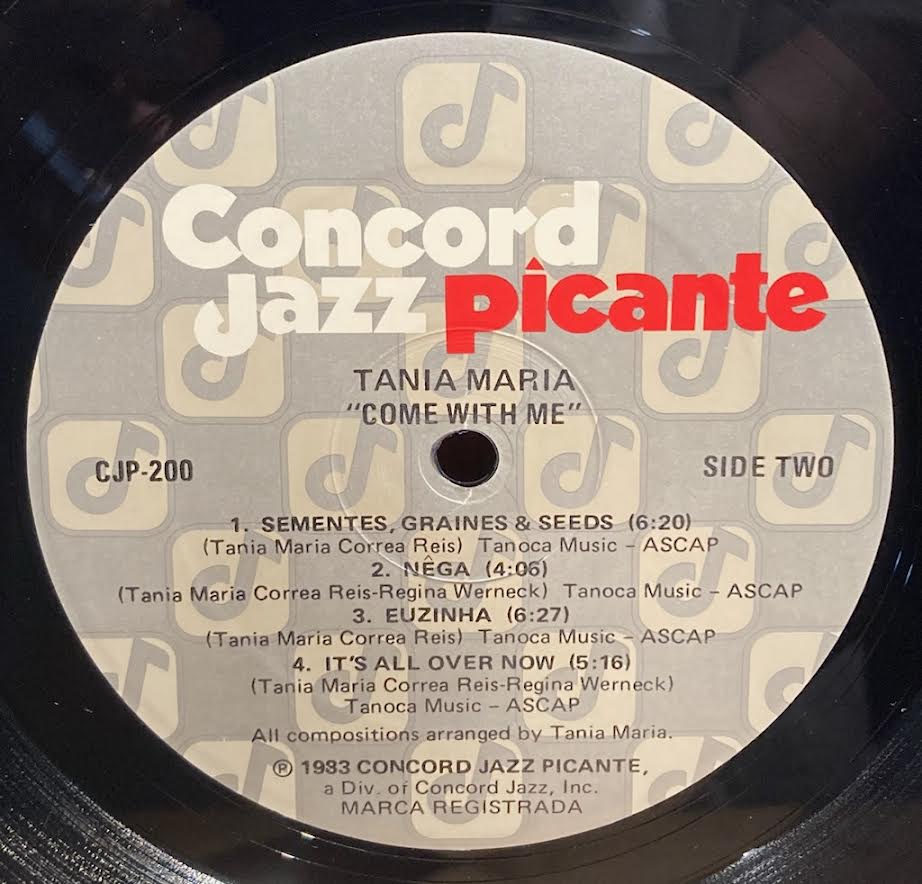 Concord
Jazz picante
TANIA MARIA
"COME WITH ME"
CJP-200
SIDE TWO
1. SEMENTES, GRAINES & SEEDS (6:20)
(Tania Maria Correa Reis) Tanoca Music – ASCAP
2. NÊGA (4:06)
(Tania Maria Correa Reis-Regina Werneck) Tanoca Music – ASCAP
3. EUZINHA (6:27)
(Tania Maria Correa Reis) Tanoca Music – ASCAP
4. IT'S ALL OVER NOW (5:16)
(Tania Maria Correa Reis-Regina Werneck)
Tanoca Music – ASCAP
All compositions arranged by Tania Maria.
℗ 1983 CONCORD JAZZ PICANTE,
a Div. of Concord Jazz, Inc.
MARCA REGISTRADA